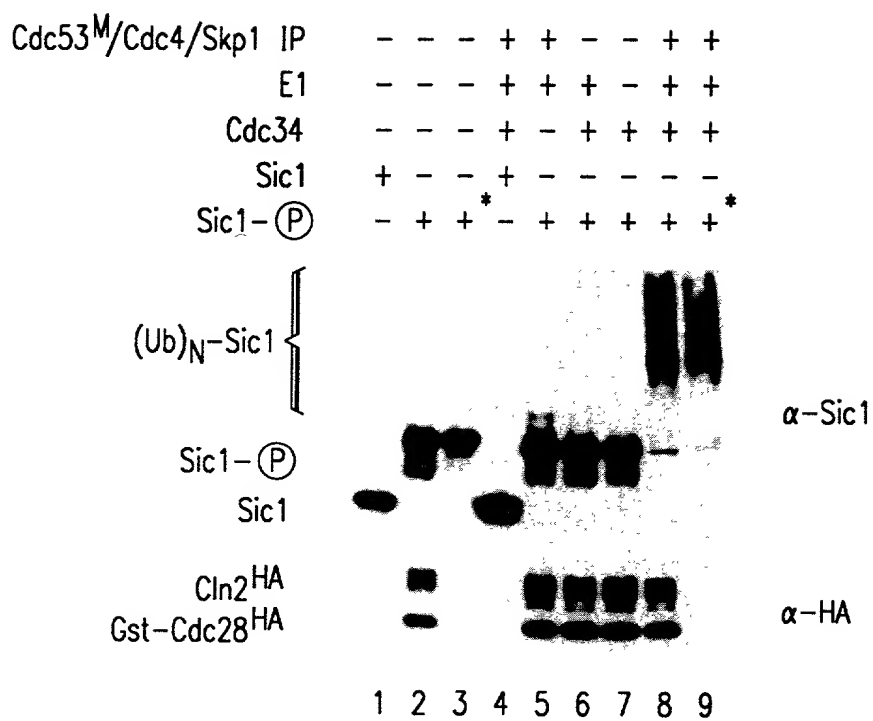 Cdc53M/Cdc4/Skp1 IP - - - + + - - + +
E1 - - - + + + - + +
Cdc34 - - - + - + + + +
Sic1 + - - + - - - - -
Sic1-Ⓟ - + +* - + + + + +*
(Ub)N-Sic1
α-Sic1
Sic1-Ⓟ
Sic1
Cln2HA
Gst-Cdc28HA
α-HA
1 2 3 4 5 6 7 8 9